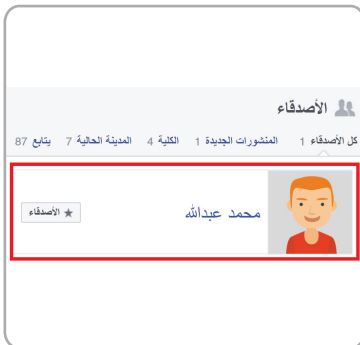 الأصدقاء
كل الأصدقاء 1 المنشورات الجديدة 1 الكلية 4 المدينة الحالية 7 يتابع 87
محمد عبدالله
★ الأصدقاء